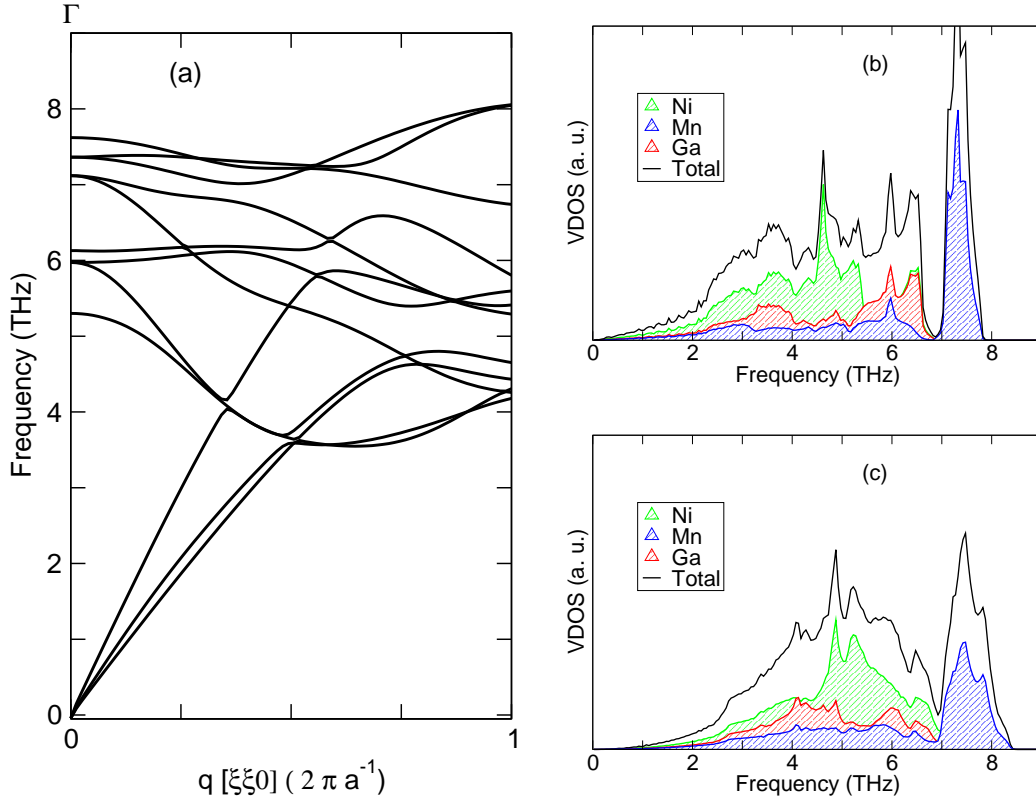 Γ
(a)
8
6
4
2
0
Frequency (THz)
0
1
q [ξξ0] ( 2 π a⁻¹)
(b)
Ni
Mn
Ga
Total
VDOS (a. u.)
0 2 4 6 8
Frequency (THz)
(c)
Ni
Mn
Ga
Total
VDOS (a. u.)
0 2 4 6 8
Frequency (THz)